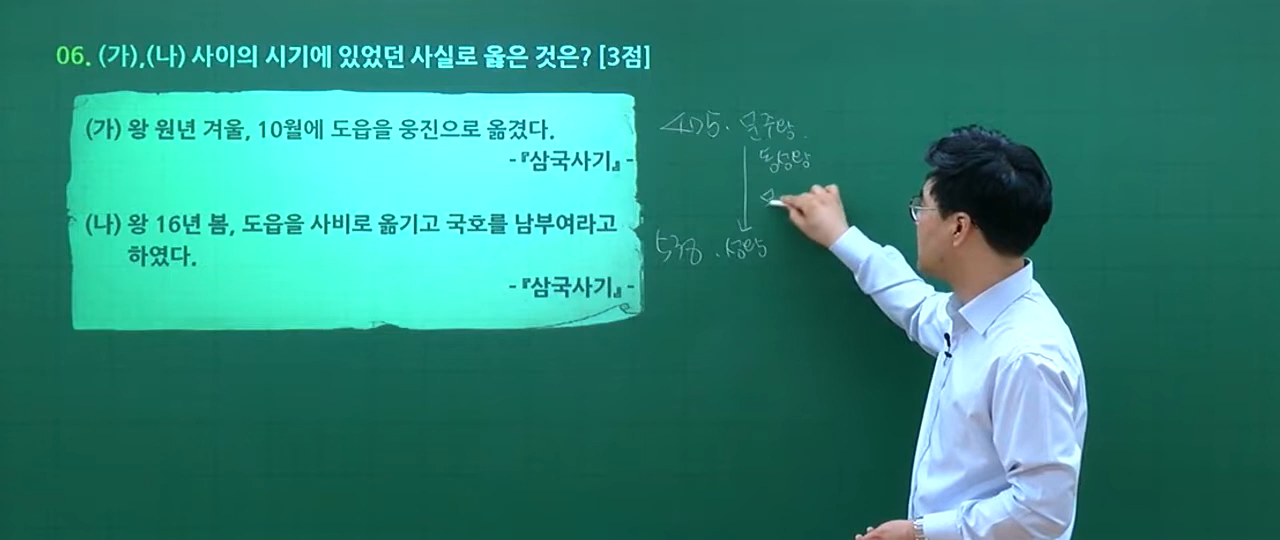 06. (가),(나) 사이의 시기에 있었던 사실로 옳은 것은? [3점]
(가) 왕 원년 겨울, 10월에 도읍을 웅진으로 옮겼다.
-『삼국사기』-
(나) 왕 16년 봄, 도읍을 사비로 옮기고 국호를 남부여라고
하였다.
-『삼국사기』-
475. 문주왕.
동성왕
538. 성왕